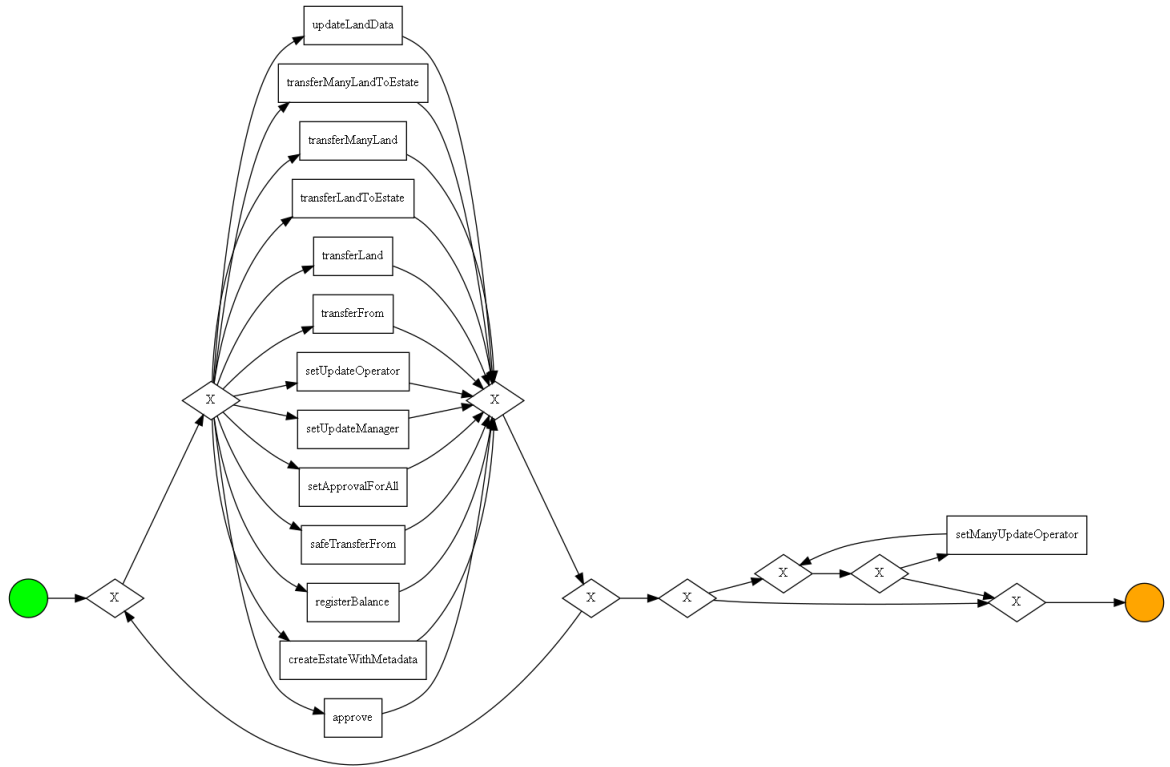 updateLandData
transferManyLandToEstate
transferManyLand
transferLandToEstate
transferLand
transferFrom
setUpdateOperator
X
X
setUpdateManager
setApprovalForAll
safeTransferFrom
setManyUpdateOperator
X
X
X
X
X
X
registerBalance
createEstateWithMetadata
approve